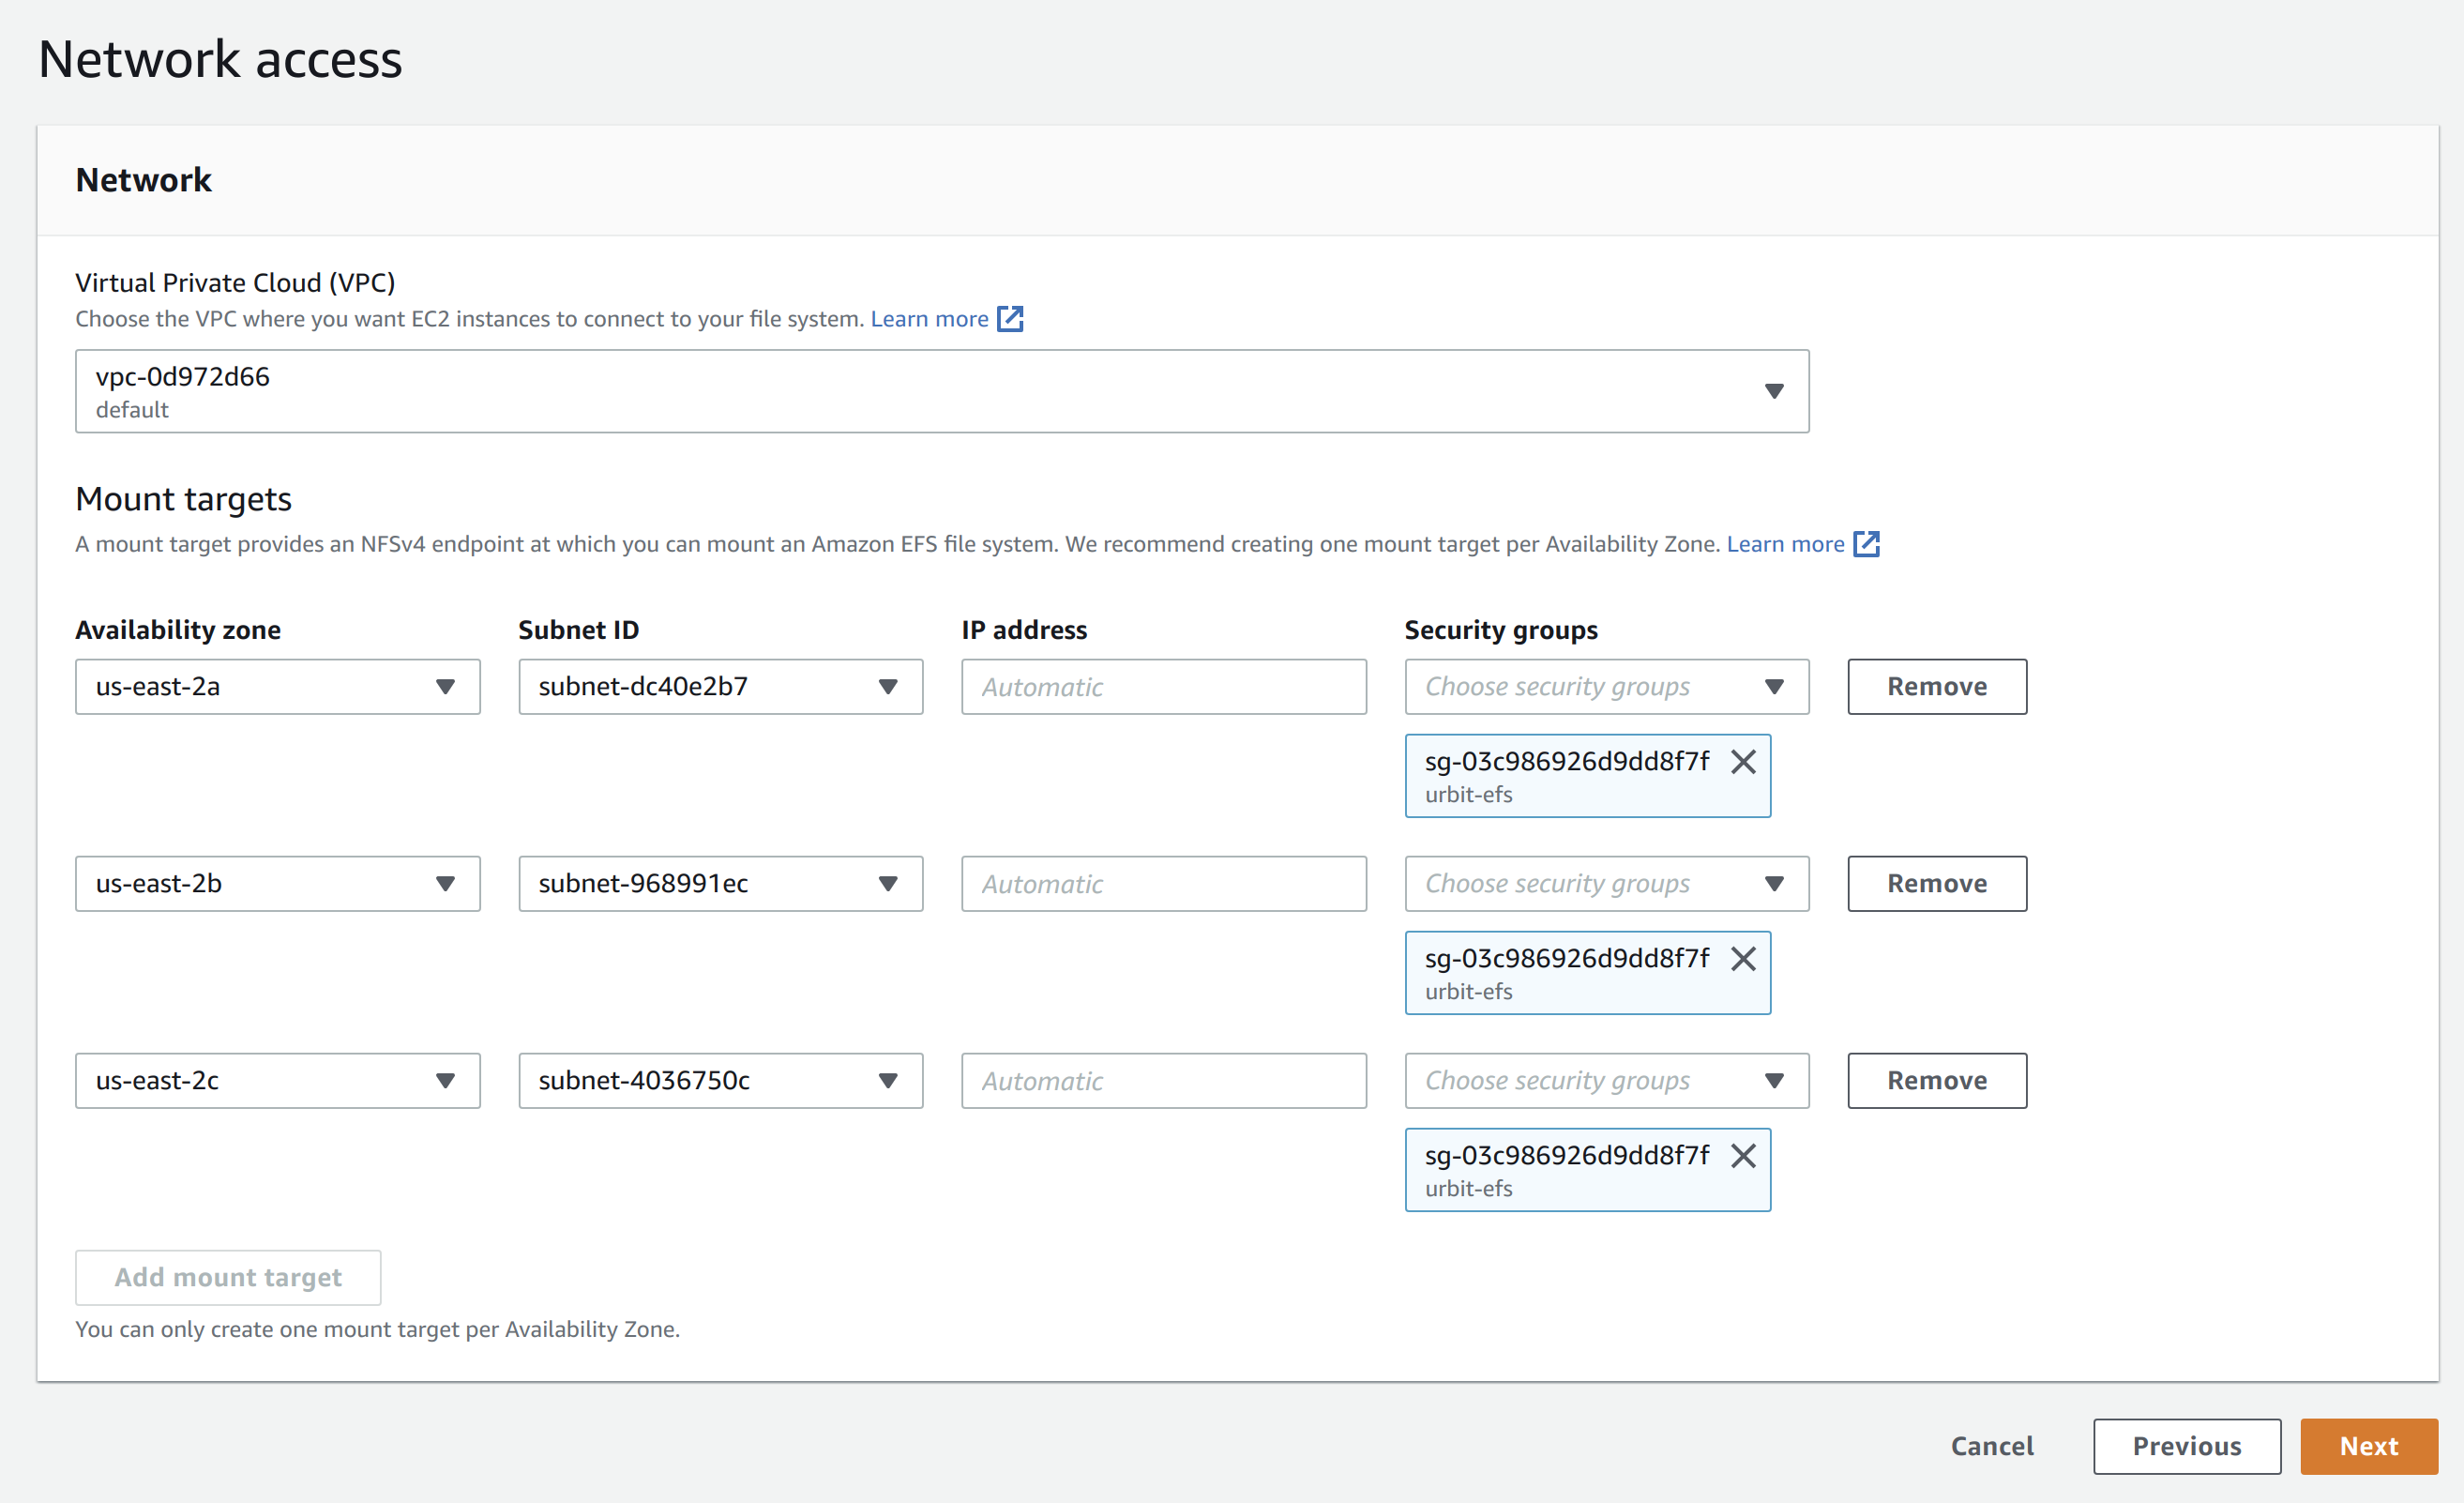 Network access
Network
Virtual Private Cloud (VPC)
Choose the VPC where you want EC2 instances to connect to your file system. Learn more
vpc-0d972d66
default
Mount targets
A mount target provides an NFSv4 endpoint at which you can mount an Amazon EFS file system. We recommend creating one mount target per Availability Zone. Learn more
Availability zone Subnet ID IP address Security groups
us-east-2a subnet-dc40e2b7 Automatic Choose security groups Remove
sg-03c986926d9dd8f7f
urbit-efs
us-east-2b subnet-968991ec Automatic Choose security groups Remove
sg-03c986926d9dd8f7f
urbit-efs
us-east-2c subnet-4036750c Automatic Choose security groups Remove
sg-03c986926d9dd8f7f
urbit-efs
Add mount target
You can only create one mount target per Availability Zone.
Cancel Previous Next